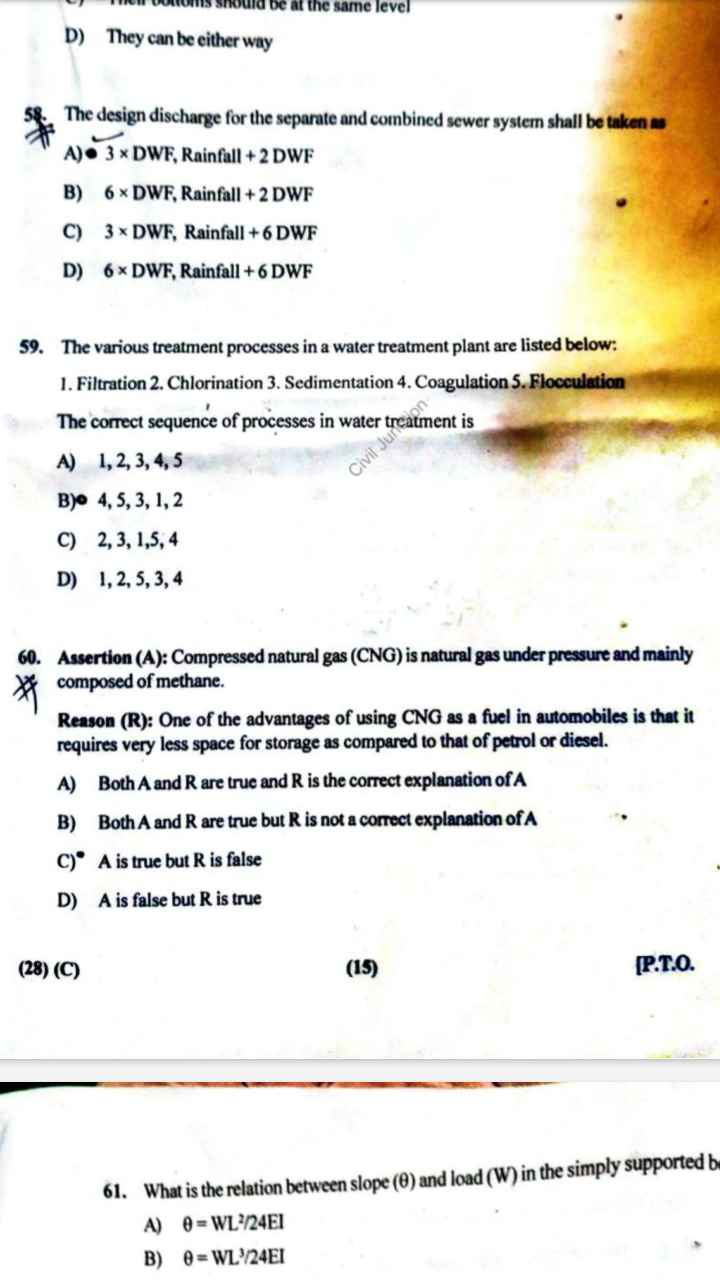 C) Their bottoms should be at the same level
D) They can be either way
58. The design discharge for the separate and combined sewer system shall be taken as
A) 3 × DWF, Rainfall + 2 DWF
B) 6 × DWF, Rainfall + 2 DWF
C) 3 × DWF, Rainfall + 6 DWF
D) 6 × DWF, Rainfall + 6 DWF
59. The various treatment processes in a water treatment plant are listed below:
1. Filtration 2. Chlorination 3. Sedimentation 4. Coagulation 5. Flocculation
The correct sequence of processes in water treatment is
Civil Junction
A) 1, 2, 3, 4, 5
B) 4, 5, 3, 1, 2
C) 2, 3, 1,5, 4
D) 1, 2, 5, 3, 4
60. Assertion (A): Compressed natural gas (CNG) is natural gas under pressure and mainly
composed of methane.
Reason (R): One of the advantages of using CNG as a fuel in automobiles is that it
requires very less space for storage as compared to that of petrol or diesel.
A) Both A and R are true and R is the correct explanation of A
B) Both A and R are true but R is not a correct explanation of A
C) A is true but R is false
D) A is false but R is true
(28) (C) (15) [P.T.O.
61. What is the relation between slope (θ) and load (W) in the simply supported
A) θ = WL²/24EI
B) θ = WL³/24EI